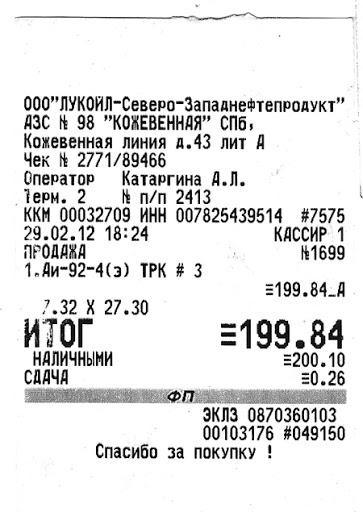 ООО"ЛУКОЙЛ-Северо-Западнефтепродукт"
АЗС № 98 "КОЖЕВЕННАЯ" СПб,
Кожевенная линия д.43 лит А
Чек № 2771/89466
Оператор Катаргина А.Л.
Терм. 2 № п/п 2413
ККМ 00032709 ИНН 007825439514 #7575
29.02.12 18:24 КАССИР 1
ПРОДАЖА №1699
1.Аи-92-4(э) ТРК # 3
≡199.84_А
7.32 X 27.30
ИТОГ ≡199.84
НАЛИЧНЫМИ ≡200.10
СДАЧА ≡0.26
ФП
ЭКЛЗ 0870360103
00103176 #049150
Спасибо за покупку !